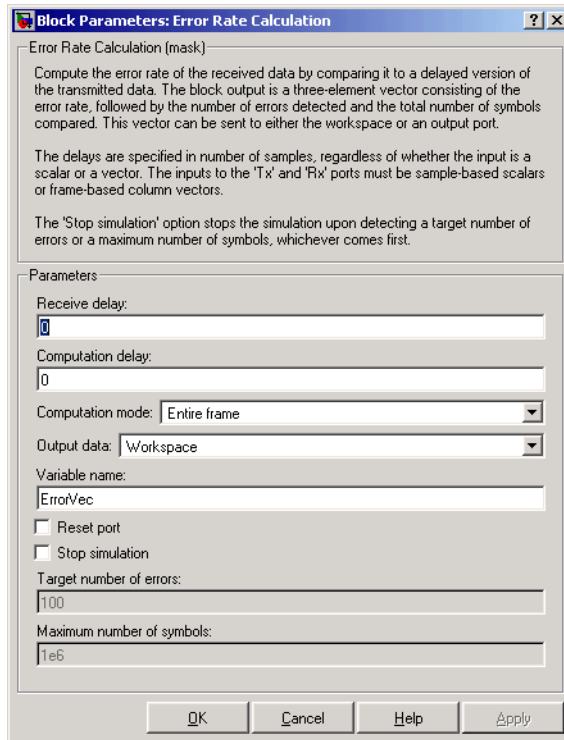 Block Parameters: Error Rate Calculation
Error Rate Calculation (mask)
Compute the error rate of the received data by comparing it to a delayed version of
the transmitted data. The block output is a three-element vector consisting of the
error rate, followed by the number of errors detected and the total number of symbols
compared. This vector can be sent to either the workspace or an output port.
The delays are specified in number of samples, regardless of whether the input is a
scalar or a vector. The inputs to the 'Tx' and 'Rx' ports must be sample-based scalars
or frame-based column vectors.
The 'Stop simulation' option stops the simulation upon detecting a target number of
errors or a maximum number of symbols, whichever comes first.
Parameters
Receive delay:
0
Computation delay:
0
Computation mode: Entire frame
Output data: Workspace
Variable name:
ErrorVec
Reset port
Stop simulation
Target number of errors:
100
Maximum number of symbols:
1e6
OK Cancel Help Apply